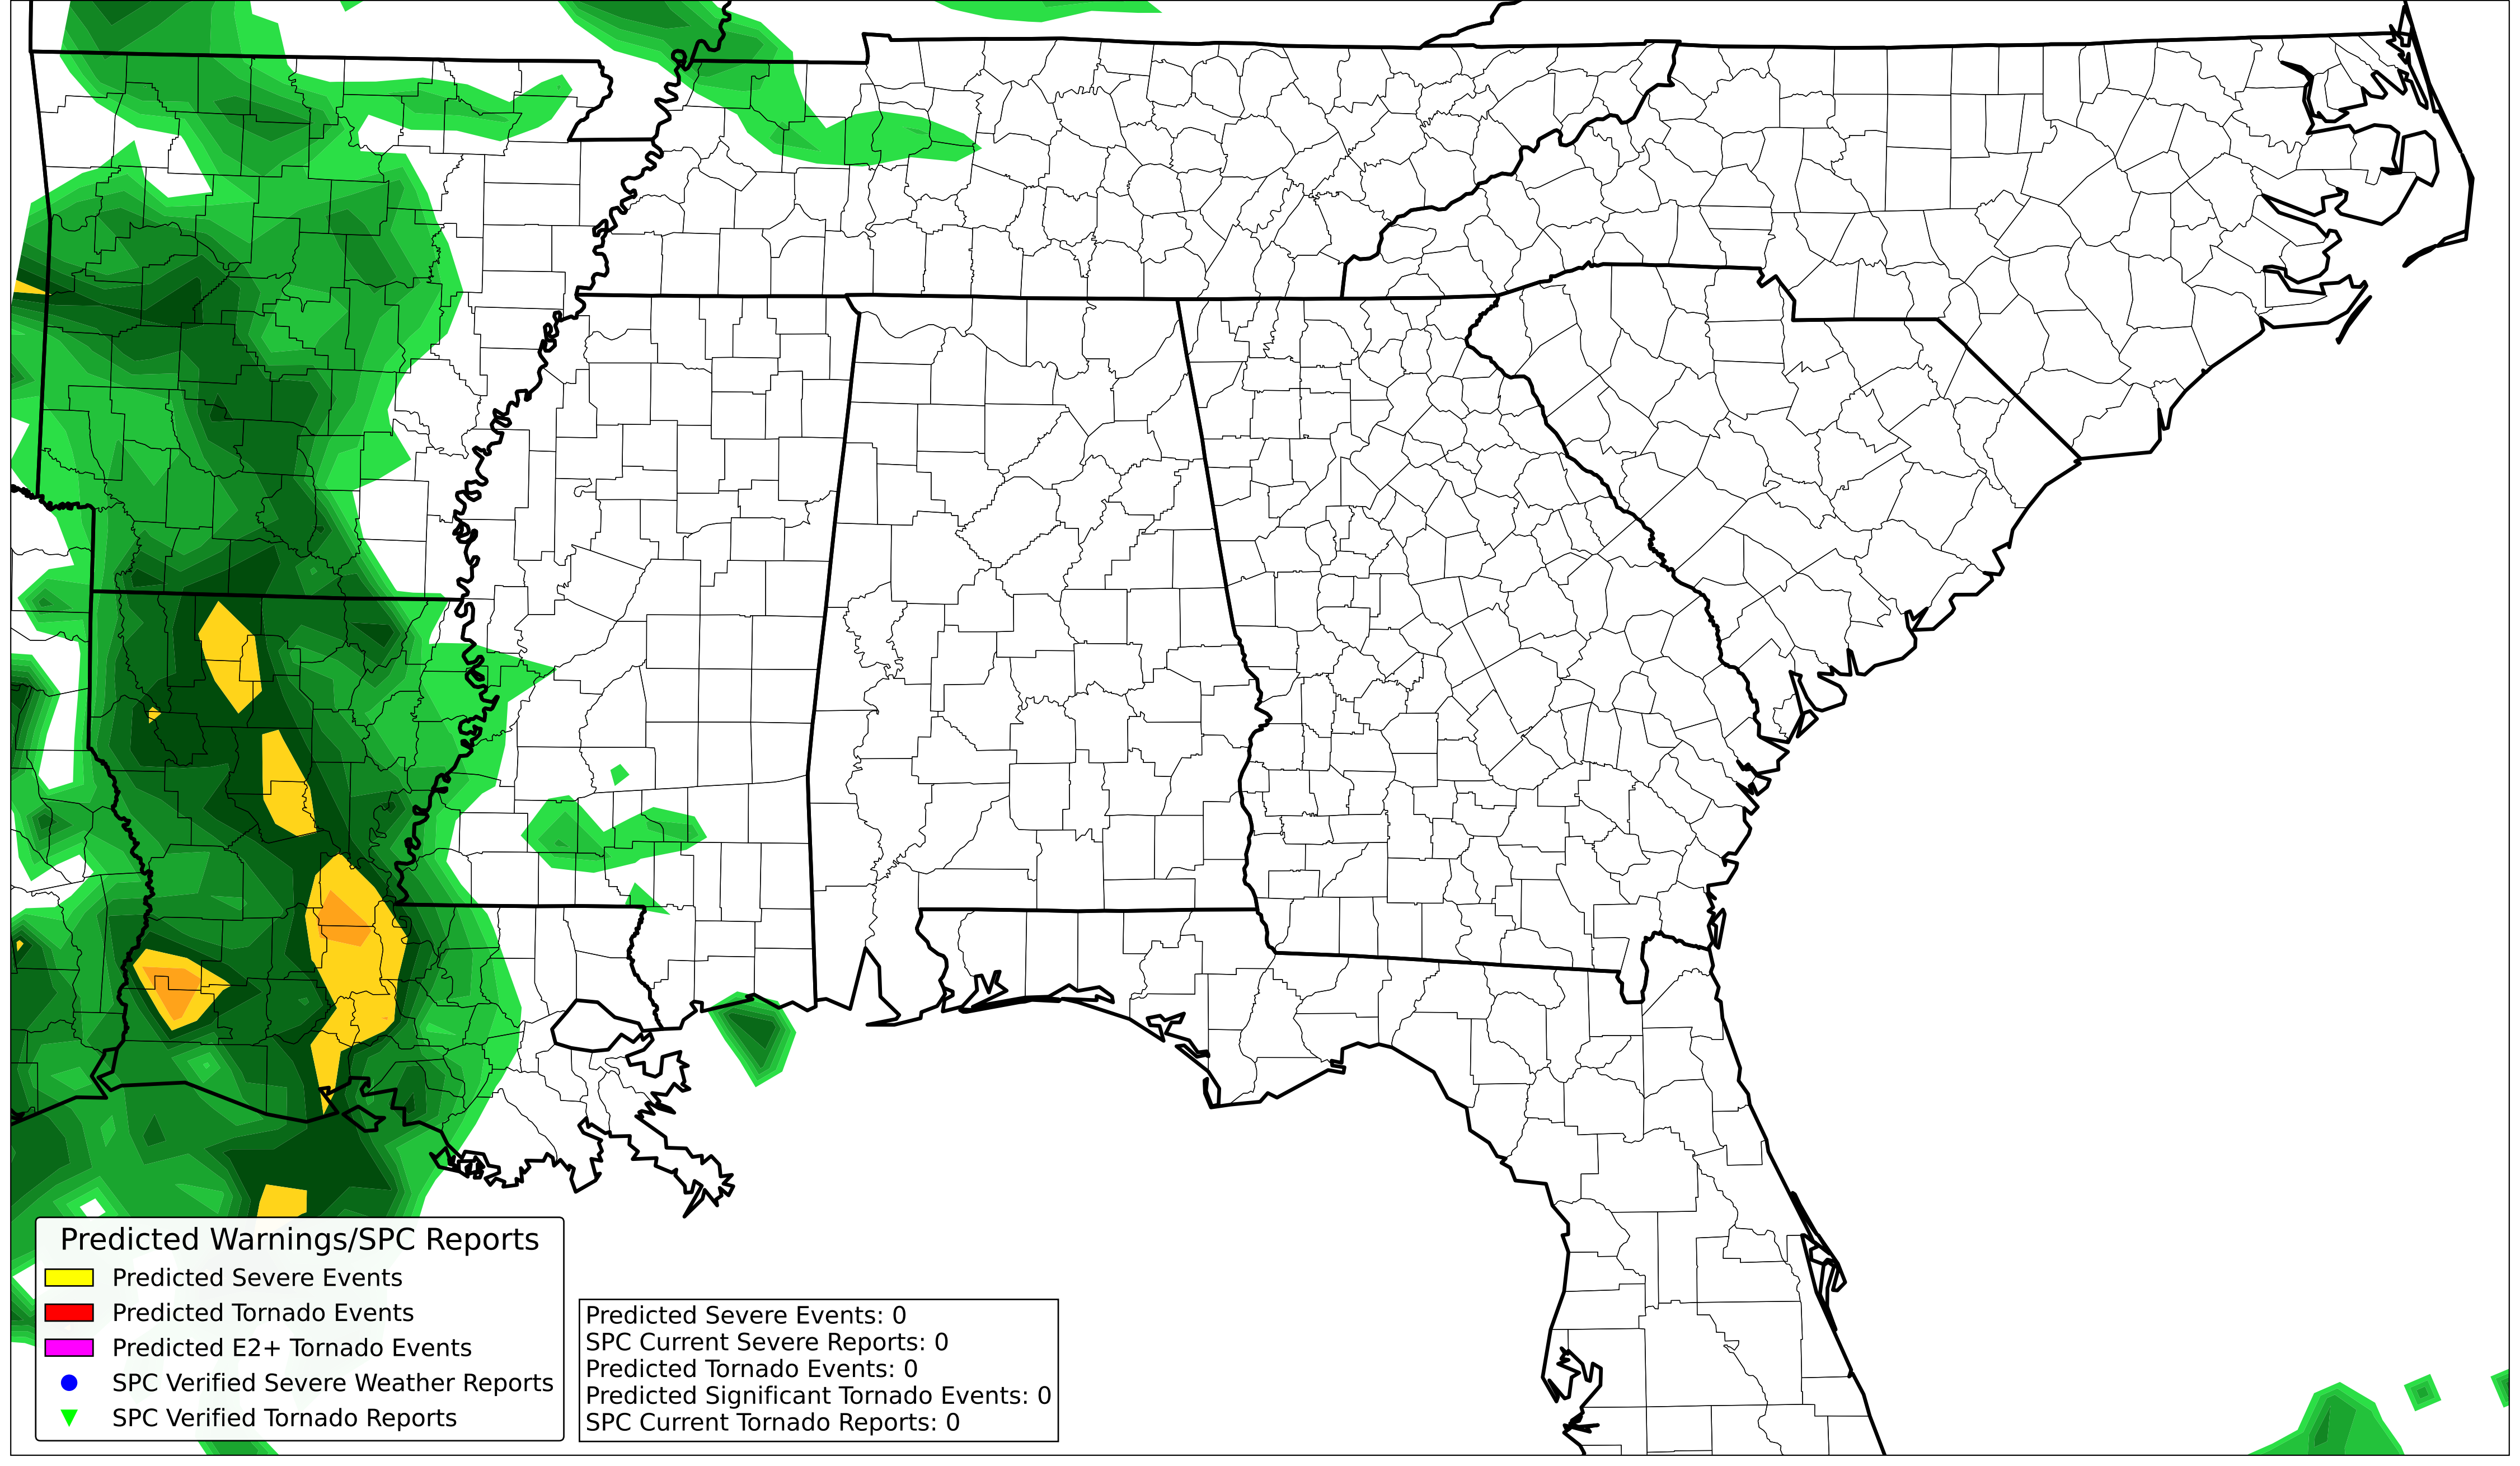 Predicted Warnings/SPC Reports
Predicted Severe Events
Predicted Tornado Events
Predicted E2+ Tornado Events
SPC Verified Severe Weather Reports
SPC Verified Tornado Reports
Predicted Severe Events: 0
SPC Current Severe Reports: 0
Predicted Tornado Events: 0
Predicted Significant Tornado Events: 0
SPC Current Tornado Reports: 0